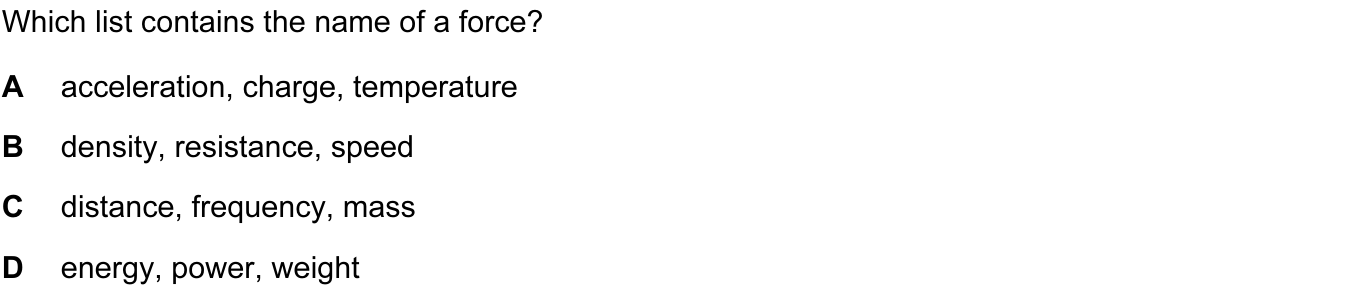 Which list contains the name of a force?
A acceleration, charge, temperature
B density, resistance, speed
C distance, frequency, mass
D energy, power, weight